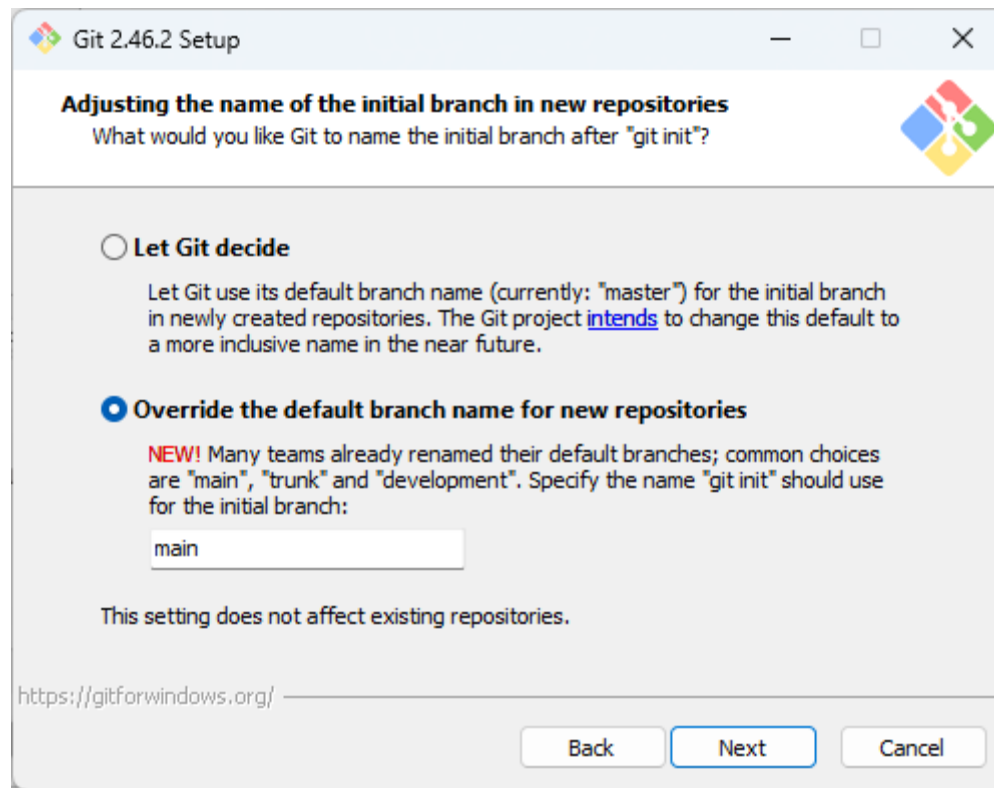 Git 2.46.2 Setup
Adjusting the name of the initial branch in new repositories
What would you like Git to name the initial branch after "git init"?
Let Git decide
Let Git use its default branch name (currently: "master") for the initial branch
in newly created repositories. The Git project intends to change this default to
a more inclusive name in the near future.
Override the default branch name for new repositories
NEW! Many teams already renamed their default branches; common choices
are "main", "trunk" and "development". Specify the name "git init" should use
for the initial branch:
main
This setting does not affect existing repositories.
https://gitforwindows.org/
Back Next Cancel